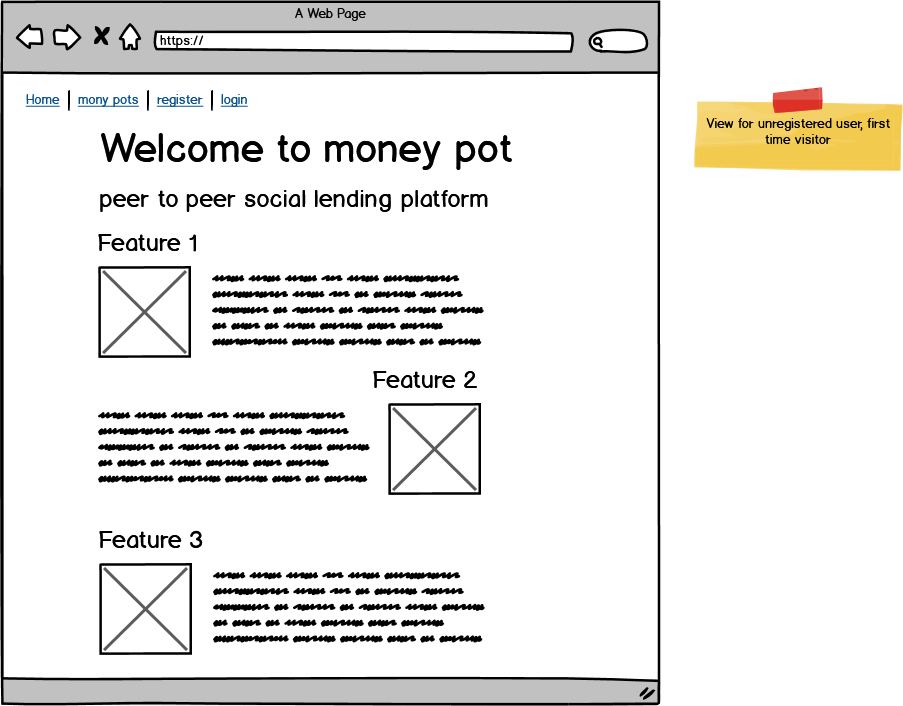 A Web Page
https://
Home mony pots register login
Welcome to money pot
peer to peer social lending platform
Feature 1
Feature 2
Feature 3
View for unregistered user, first
time visitor